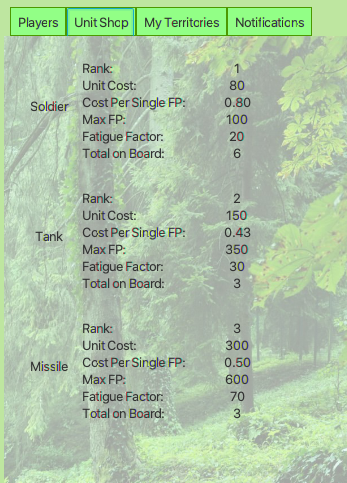 Players Unit Shop My Territories Notifications
Rank: 1
Unit Cost: 80
Soldier Cost Per Single FP: 0.80
Max FP: 100
Fatigue Factor: 20
Total on Board: 6
Rank: 2
Unit Cost: 150
Tank Cost Per Single FP: 0.43
Max FP: 350
Fatigue Factor: 30
Total on Board: 3
Rank: 3
Unit Cost: 300
Missile Cost Per Single FP: 0.50
Max FP: 600
Fatigue Factor: 70
Total on Board: 3